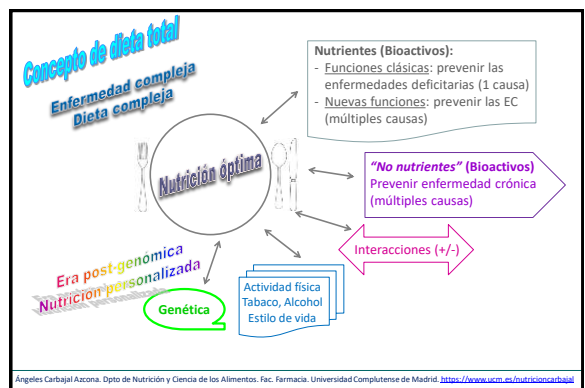 Concepto de dieta total
Enfermedad compleja
Dieta compleja
Nutrientes (Bioactivos):
- Funciones clásicas: prevenir las
enfermedades deficitarias (1 causa)
- Nuevas funciones: prevenir las EC
(múltiples causas)
Nutrición óptima
"No nutrientes" (Bioactivos)
Prevenir enfermedad crónica
(múltiples causas)
Interacciones (+/-)
Era post-genómica
Nutrición personalizada
Genética
Actividad física
Tabaco, Alcohol
Estilo de vida
Ángeles Carbajal Azcona. Dpto de Nutrición y Ciencia de los Alimentos. Fac. Farmacia. Universidad Complutense de Madrid. https://www.ucm.es/nutricioncarbajal